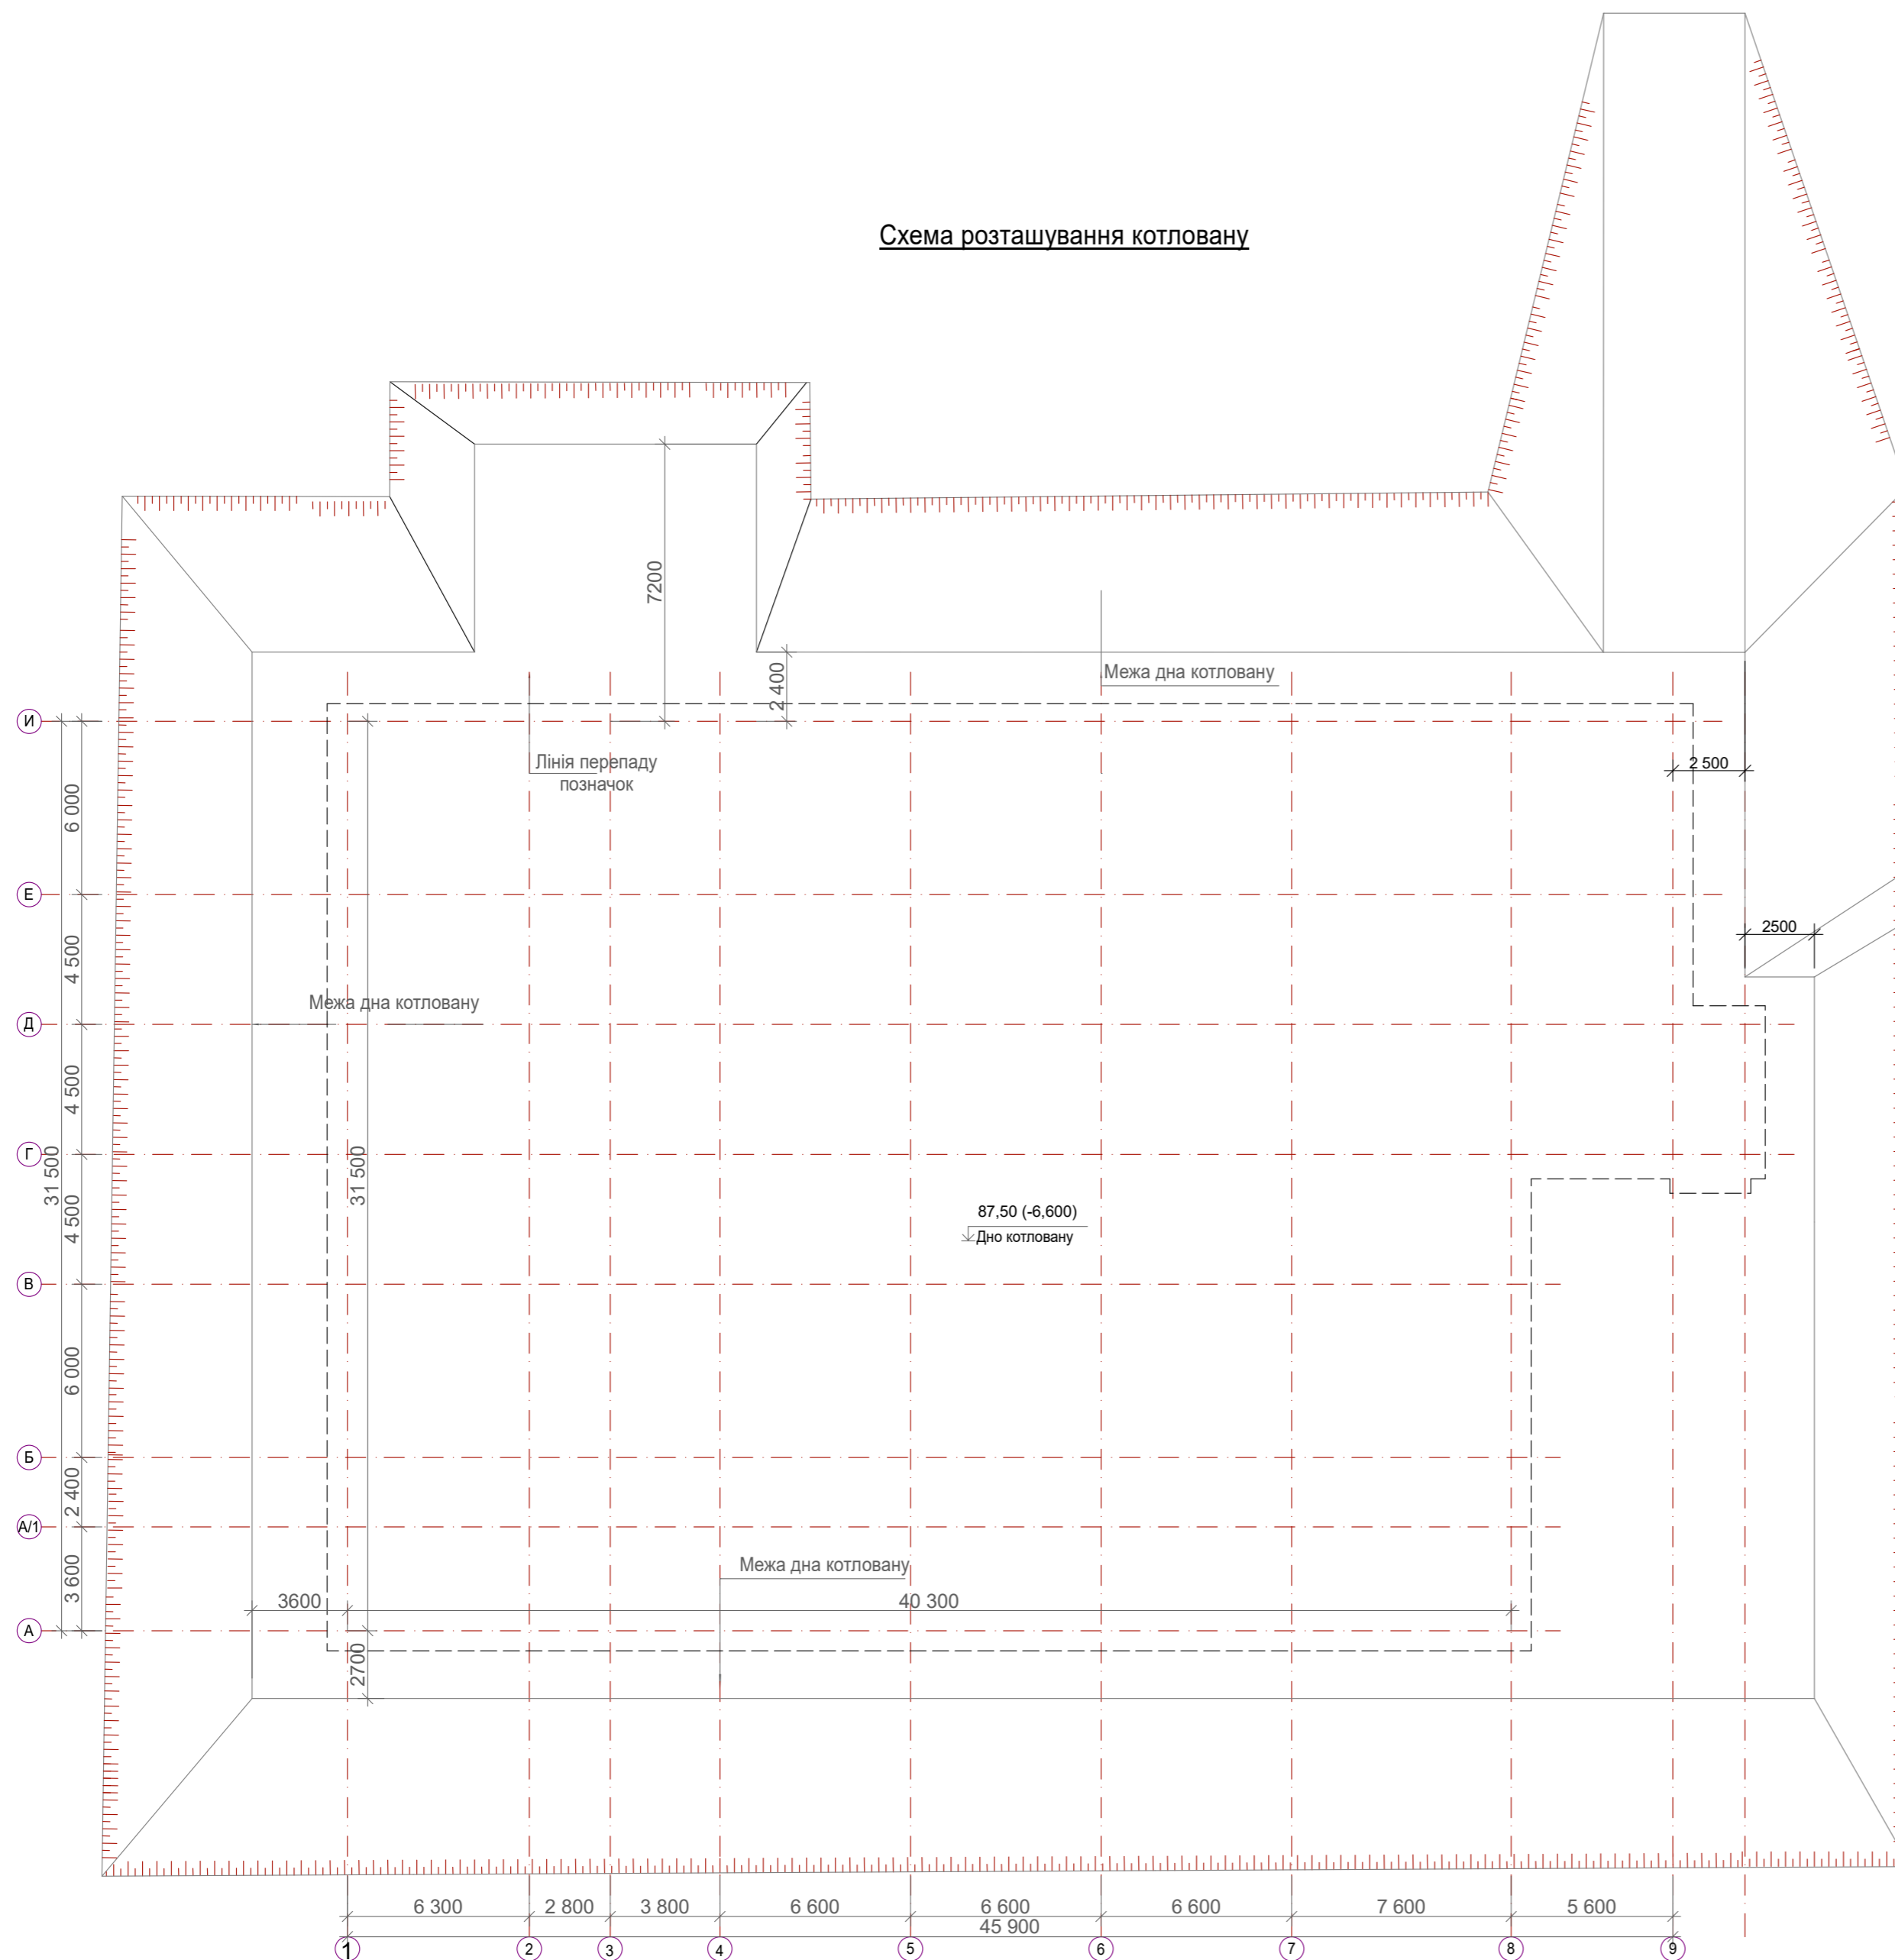 Схема розташування котловану
7200
2 400
Межа дна котловану
И
Лінія перепаду
позначок
2 500
6 000
Е
2500
4 500
Межа дна котловану
Д
4 500
Г
31 500
31 500
4 500
87,50 (-6,600)
Дно котловану
В
6 000
Б
2 400
А/1
Межа дна котловану
3 600
3600
40 300
А
2700
6 300
2 800
3 800
6 600
6 600
6 600
7 600
5 600
45 900
1
2
3
4
5
6
7
8
9